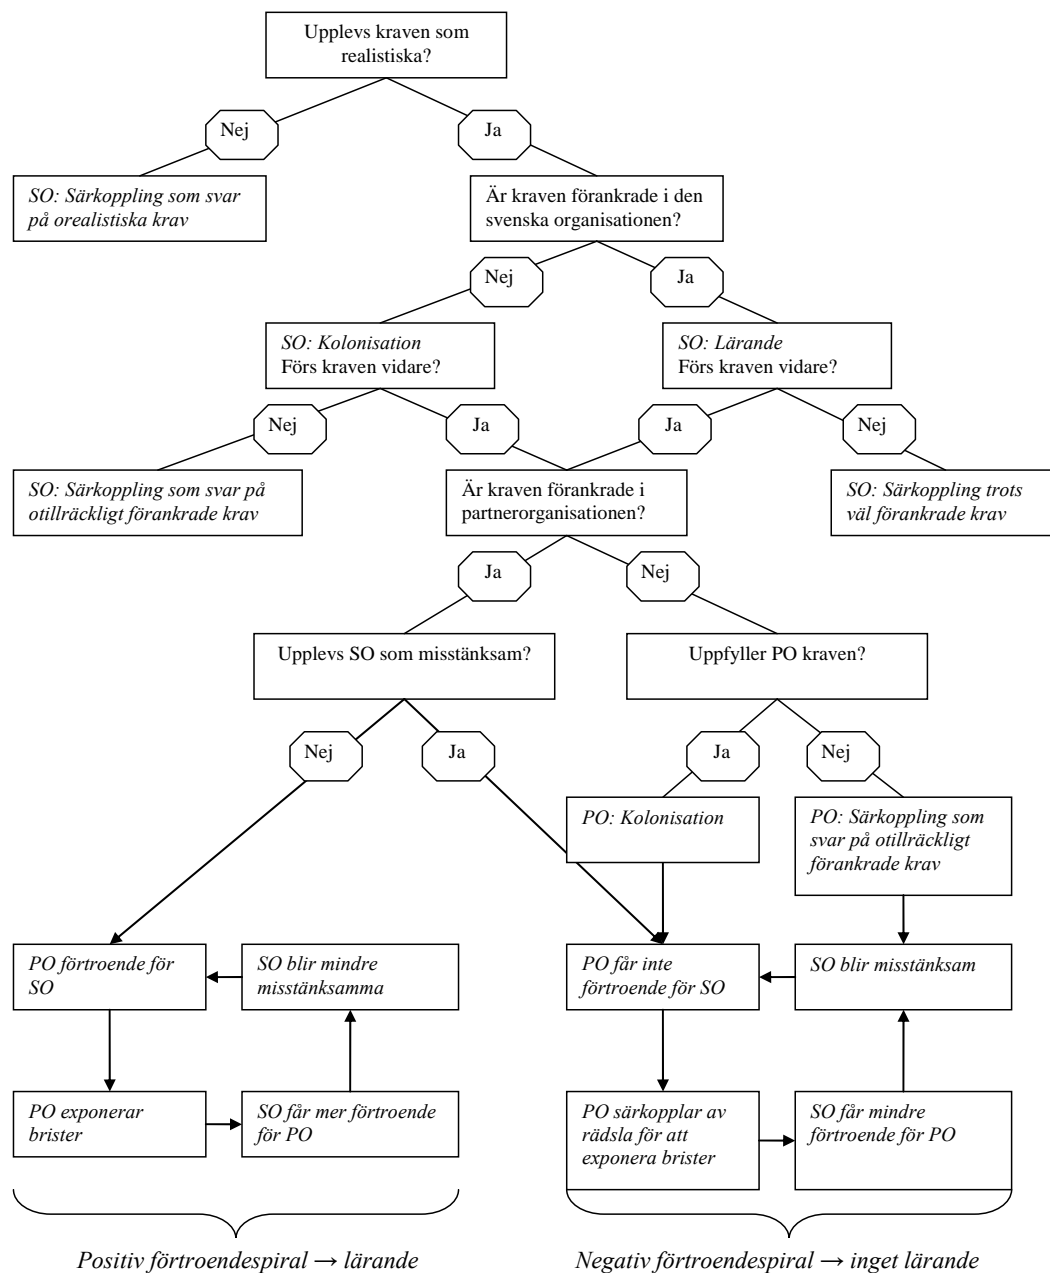 Upplevs kraven som
realistiska?
Nej
Ja
SO: Särkoppling som svar
på orealistiska krav
Är kraven förankrade i den
svenska organisationen?
Nej
Ja
SO: Kolonisation
Förs kraven vidare?
SO: Lärande
Förs kraven vidare?
Nej
Ja
Ja
Nej
SO: Särkoppling som svar på
otillräckligt förankrade krav
Är kraven förankrade i
partnerorganisationen?
SO: Särkoppling trots
väl förankrade krav
Ja
Nej
Upplevs SO som misstänksam?
Uppfyller PO kraven?
Nej
Ja
Ja
Nej
PO: Kolonisation
PO: Särkoppling som
svar på otillräckligt
förankrade krav
PO förtroende för
SO
SO blir mindre
misstänksamma
PO får inte
förtroende för SO
SO blir misstänksam
PO exponerar
brister
SO får mer förtroende
för PO
PO särkopplar av
rädsla för att
exponera brister
SO får mindre
förtroende för PO
Positiv förtroendespiral → lärande
Negativ förtroendespiral → inget lärande